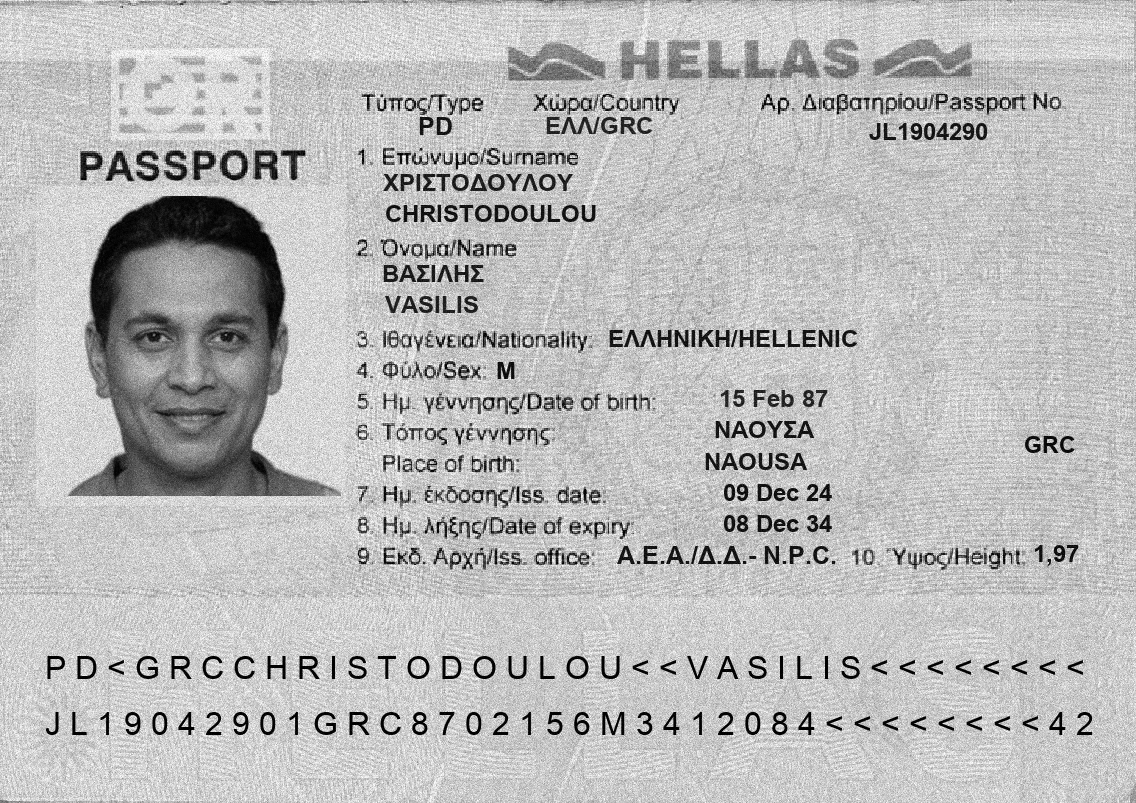 GR
HELLAS
PASSPORT
Τύπος/Type Χώρα/Country Αρ. Διαβατηρίου/Passport No.
PD ΕΛΛ/GRC JL1904290
1. Επώνυμο/Surname
ΧΡΙΣΤΟΔΟΥΛΟΥ
CHRISTODOULOU
2. Όνομα/Name
ΒΑΣΙΛΗΣ
VASILIS
3. Ιθαγένεια/Nationality: ΕΛΛΗΝΙΚΗ/HELLENIC
4. Φύλο/Sex: M
5. Ημ. γέννησης/Date of birth: 15 Feb 87
6. Τόπος γέννησης: ΝΑΟΥΣΑ
GRC
Place of birth: NAOUSA
7. Ημ. έκδοσης/Iss. date: 09 Dec 24
8. Ημ. λήξης/Date of expiry: 08 Dec 34
9. Εκδ. Αρχή/Iss. office: Α.Ε.Α./Δ.Δ.- N.P.C. 10. Ύψος/Height: 1,97
PD<GRCCHRISTODOULOU<<VASILIS<<<<<<<<
JL19042901GRC8702156M3412084<<<<<<<<42